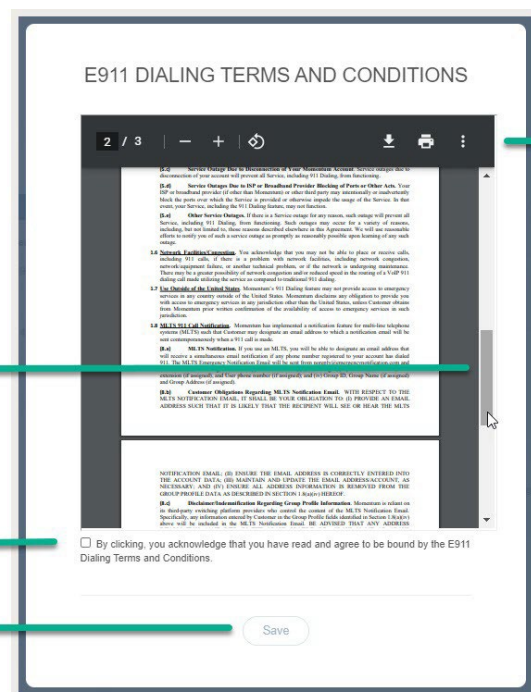 E911 DIALING TERMS AND CONDITIONS
2 / 3
[5.c) Service Outage Due to Disconnection of Your Momentum Account. Service outages due to
disconnection of your account will prevent all Service, including 911 Dialing, from functioning.
[5.d) Service Outages Due to ISP or Broadband Provider Blocking of Ports or Other Acts. Your
ISP or broadband provider (if other than Momentum) or other third party may intentionally or inadvertently
block the ports over which the Service is provided or otherwise impede the usage of the Service. In that
event, your Service, including the 911 Dialing feature, may not function.
[5.e) Other Service Outages. If there is a Service outage for any reason, such outage will prevent all
Service, including 911 Dialing, from functioning. Such outages may occur for a variety of reasons,
including, but not limited to, those reasons described elsewhere in this Agreement. We will use reasonable
efforts to notify you of such a service outage as promptly as reasonably possible upon learning of any such
outage.
1.6 Network Facilities/Congestion. You acknowledge that you may not be able to place or receive calls,
including 911 calls, if there is a problem with network facilities, including network congestion,
network/equipment failure, or another technical problem, or if the network is undergoing maintenance.
There may be a greater possibility of network congestion and/or reduced speed in the routing of a VoIP 911
dialing call made utilizing the service as compared to traditional 911 dialing.
1.7 Use Outside of the United States. Momentum's 911 Dialing feature may not provide access to emergency
services in any country outside of the United States. Momentum disclaims any obligation to provide you
with access to emergency services in any jurisdiction other than the United States, unless Customer obtains
from Momentum prior written confirmation of the availability of access to emergency services in such
jurisdiction.
1.8 MLTS 911 Call Notification. Momentum has implemented a notification feature for multi-line telephone
systems (MLTS) such that Customer may designate an email address to which a notification email will be
sent contemporaneously when a 911 call is made.
[8.a) MLTS Notification. If you use an MLTS, you will be able to designate an email address that
will receive a simultaneous email notification if any phone number registered to your account has dialed
911. The MLTS Emergency Notification Email will be sent from
extension (if assigned), and User phone number (if assigned); and (iv) Group ID, Group Name (if assigned)
and Group Address (if assigned).
[8.b) Customer Obligations Regarding MLTS Notification Email. WITH RESPECT TO THE
MLTS NOTIFICATION EMAIL, IT SHALL BE YOUR OBLIGATION TO: (I) PROVIDE AN EMAIL
ADDRESS SUCH THAT IT IS LIKELY THAT THE RECIPIENT WILL SEE OR HEAR THE MLTS
NOTIFICATION EMAIL; (II) ENSURE THE EMAIL ADDRESS IS CORRECTLY ENTERED INTO
THE ACCOUNT DATA; (III) MAINTAIN AND UPDATE THE EMAIL ADDRESS/ACCOUNT, AS
NECESSARY; AND (IV) ENSURE ALL ADDRESS INFORMATION IS REMOVED FROM THE
GROUP PROFILE DATA AS DESCRIBED IN SECTION 1.8(a)(iv) HEREOF.
[8.c) Disclaimer/Indemnification Regarding Group Profile Information. Momentum is reliant on
its third-party switching platform providers who control the content of the MLTS Notification Email.
Specifically, any information entered by Customer in the Group Profile fields identified in Section 1.8(a)(iv)
above will be included in the MLTS Notification Email. BE ADVISED THAT ANY ADDRESS
By clicking, you acknowledge that you have read and agree to be bound by the E911
Dialing Terms and Conditions.
Save